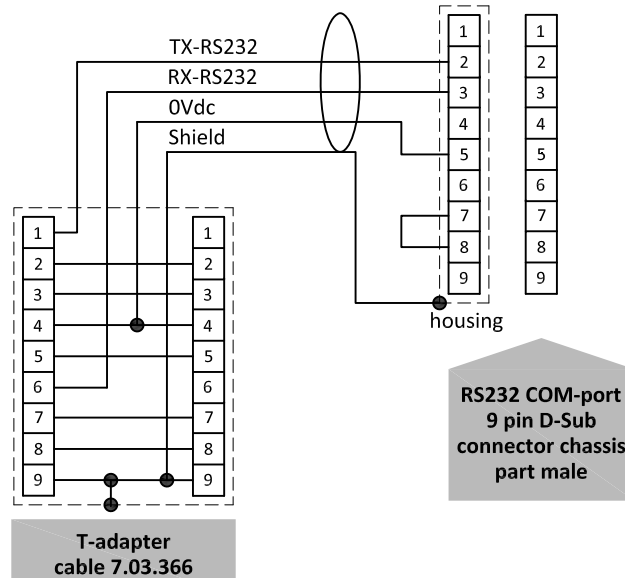 TX-RS232
RX-RS232
0Vdc
Shield
1 1
2 2
3 3
4 4
5 5
6 6
7 7
8 8
9 9
housing
1 1
2 2
3 3
4 4
5 5
6 6
7 7
8 8
9 9
RS232 COM-port
9 pin D-Sub
connector chassis
part male
T-adapter
cable 7.03.366